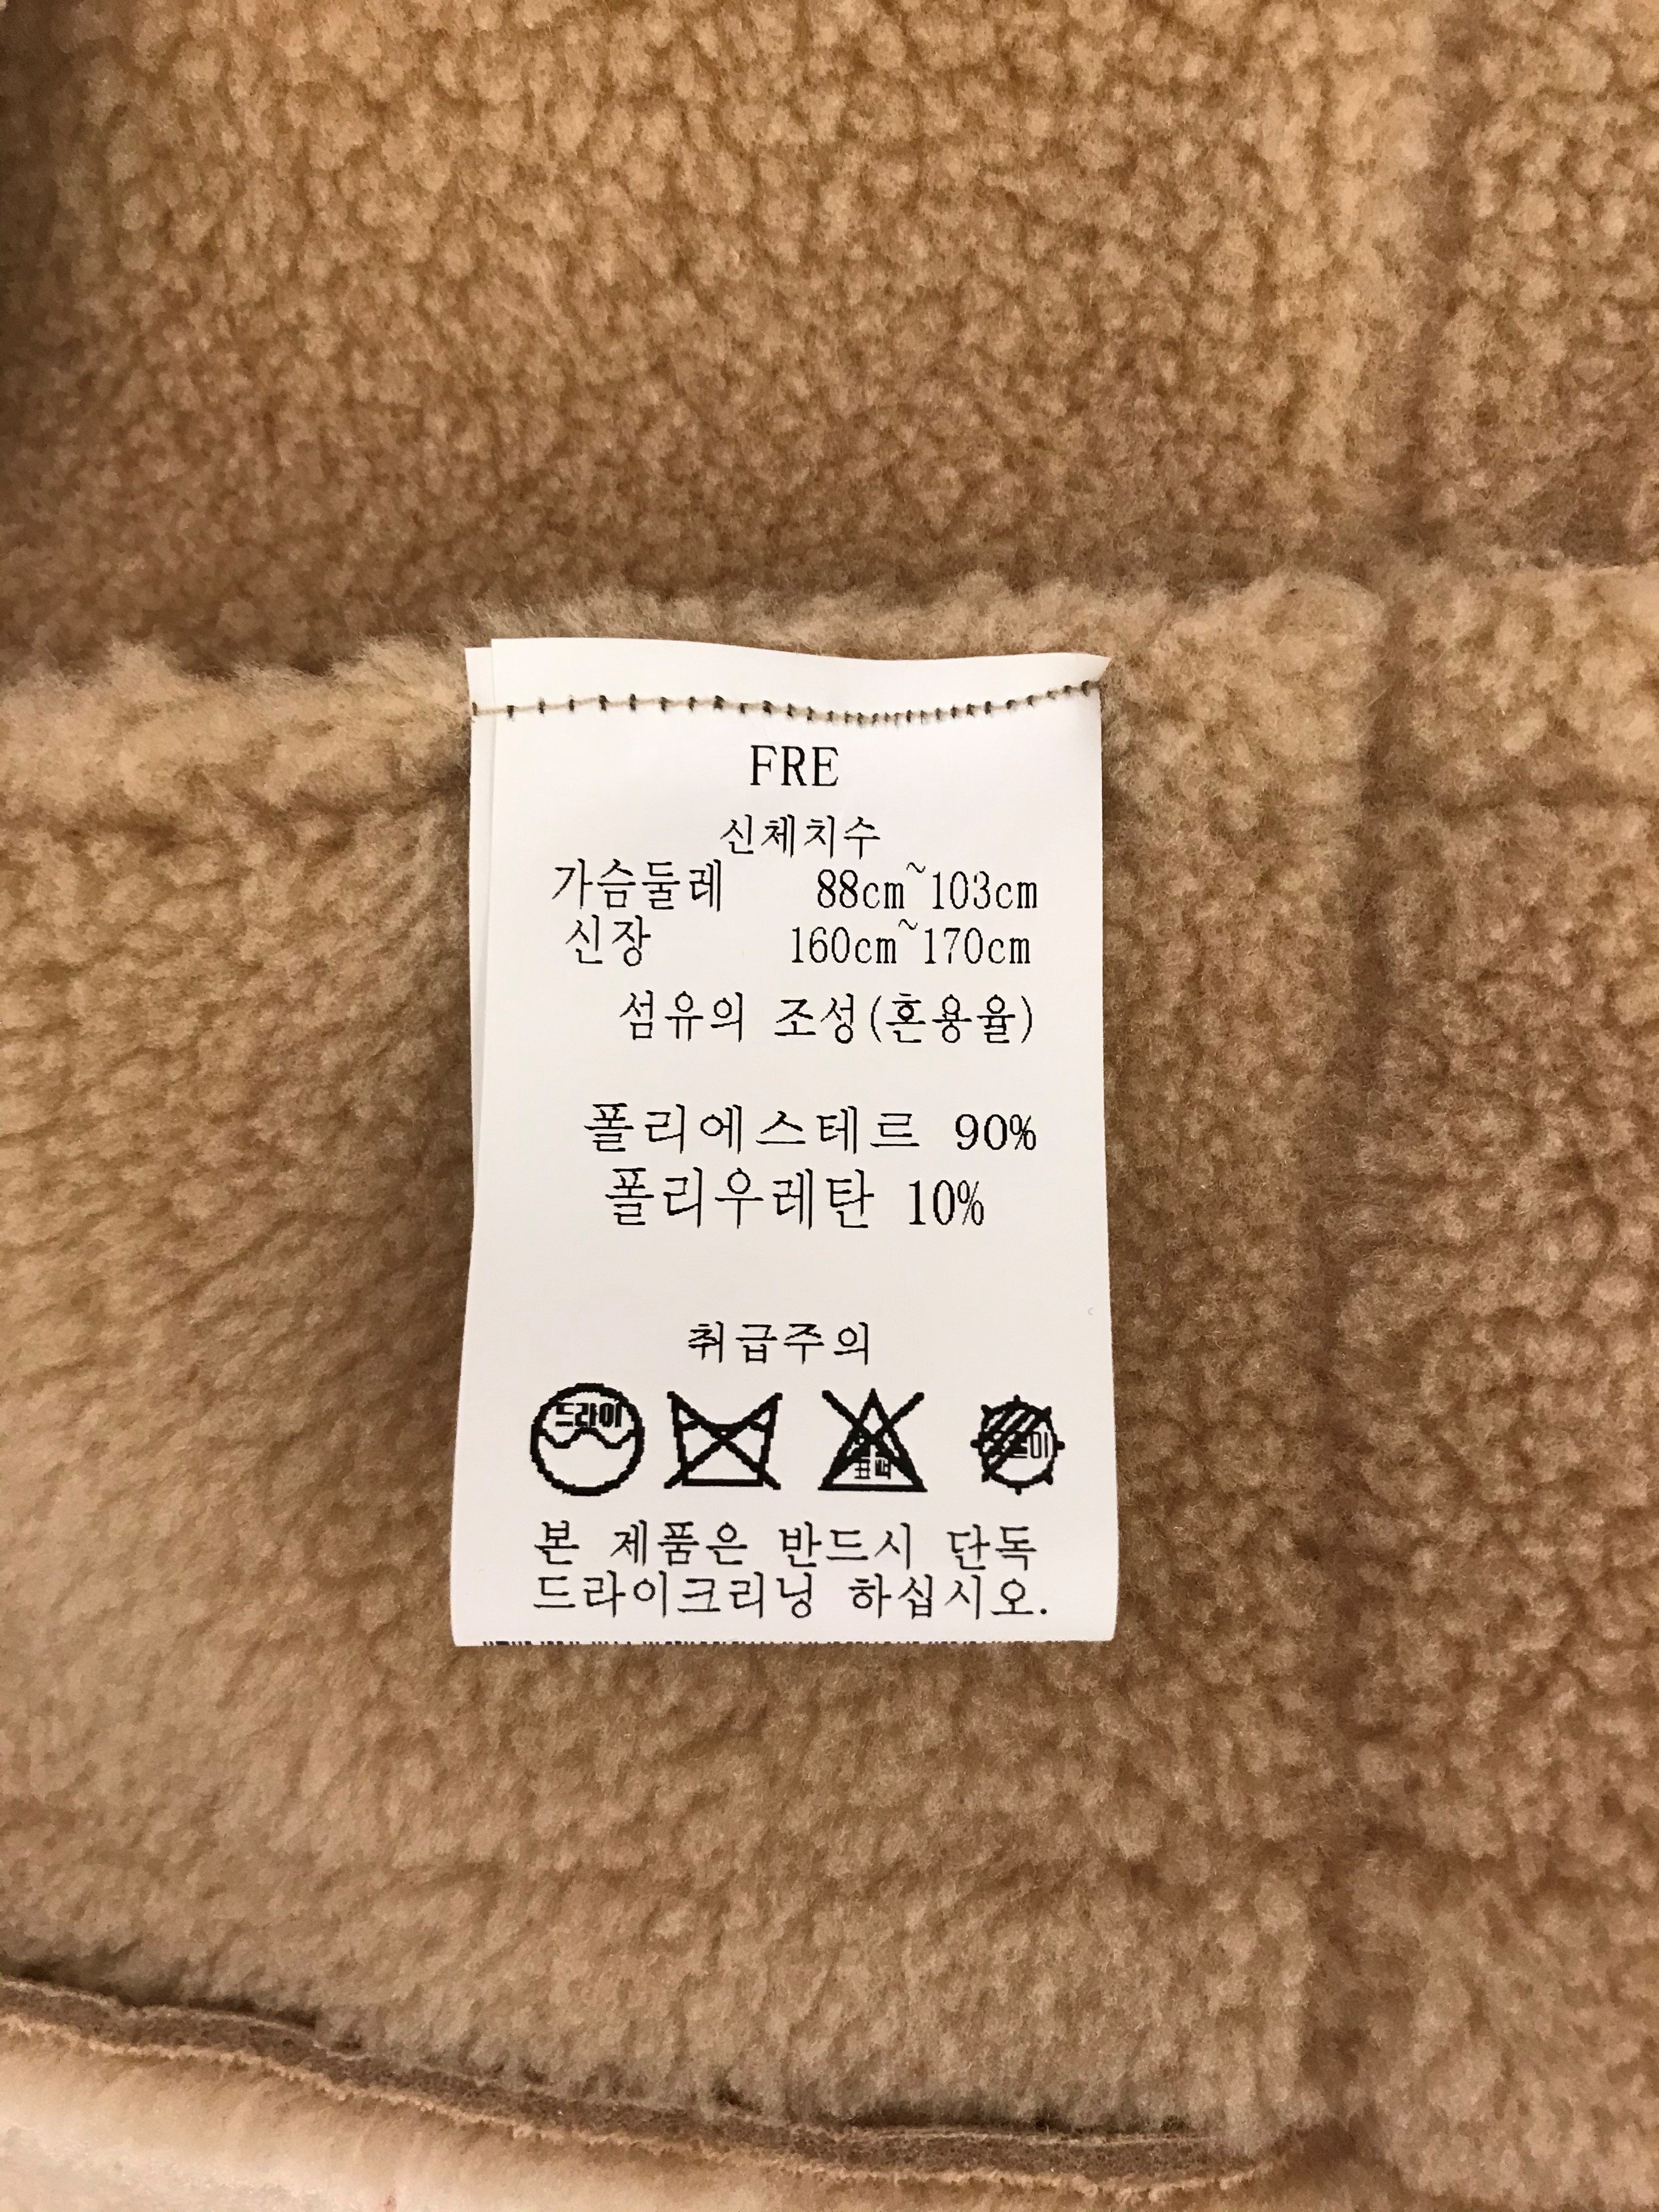 FRE
신체치수
가슴둘레 88cm~103cm
신장 160cm~170cm
섬유의 조성(혼용율)
폴리에스테르 90%
폴리우레탄 10%
취급주의
드라이
본 제품은 반드시 단독
드라이크리닝 하십시오.